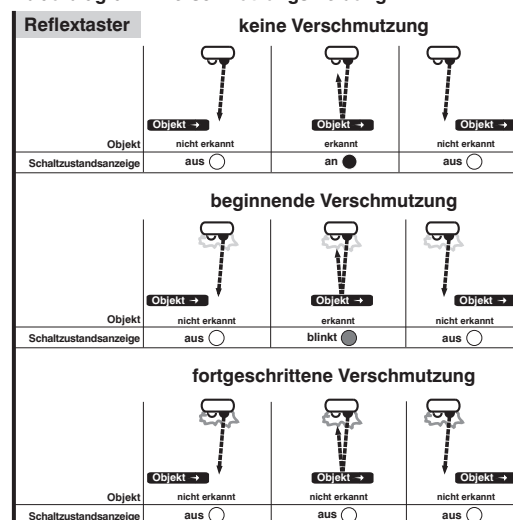 Reflextaster keine Verschmutzung
Objekt → Objekt → Objekt →
Objekt nicht erkannt erkannt nicht erkannt
Schaltzustandsanzeige aus an aus
beginnende Verschmutzung
Objekt → Objekt → Objekt →
Objekt nicht erkannt erkannt nicht erkannt
Schaltzustandsanzeige aus blinkt aus
fortgeschrittene Verschmutzung
Objekt → Objekt → Objekt →
Objekt nicht erkannt nicht erkannt nicht erkannt
Schaltzustandsanzeige aus aus aus